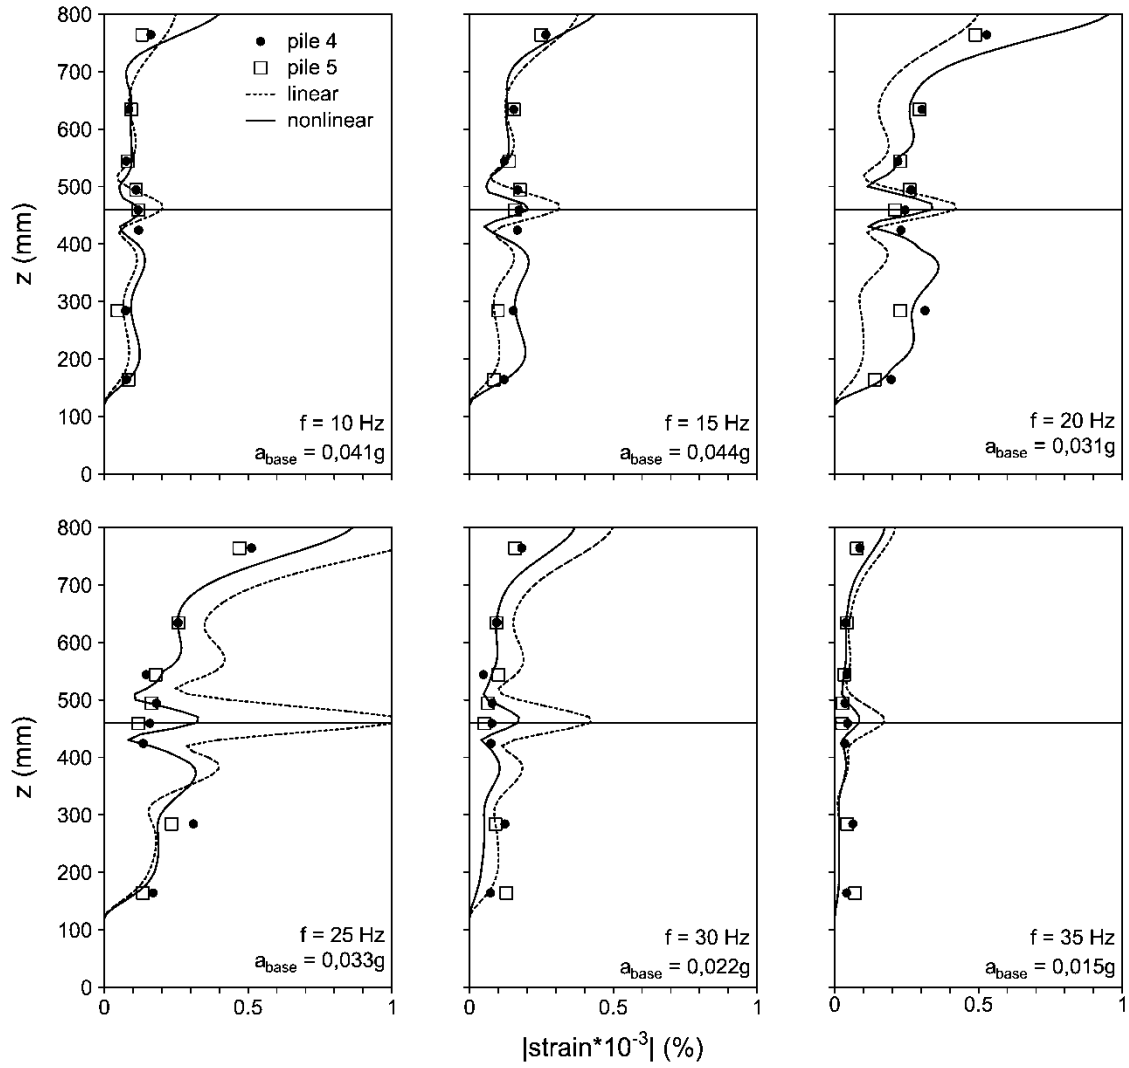 800
700
600
500
400
300
200
100
0
z (mm)
pile 4
pile 5
linear
nonlinear
f = 10 Hz
a_base = 0,041g
f = 15 Hz
a_base = 0,044g
f = 20 Hz
a_base = 0,031g
800
700
600
500
400
300
200
100
0
z (mm)
f = 25 Hz
a_base = 0,033g
f = 30 Hz
a_base = 0,022g
f = 35 Hz
a_base = 0,015g
0 0.5 1
0 0.5 1
0 0.5 1
|strain*10⁻³| (%)